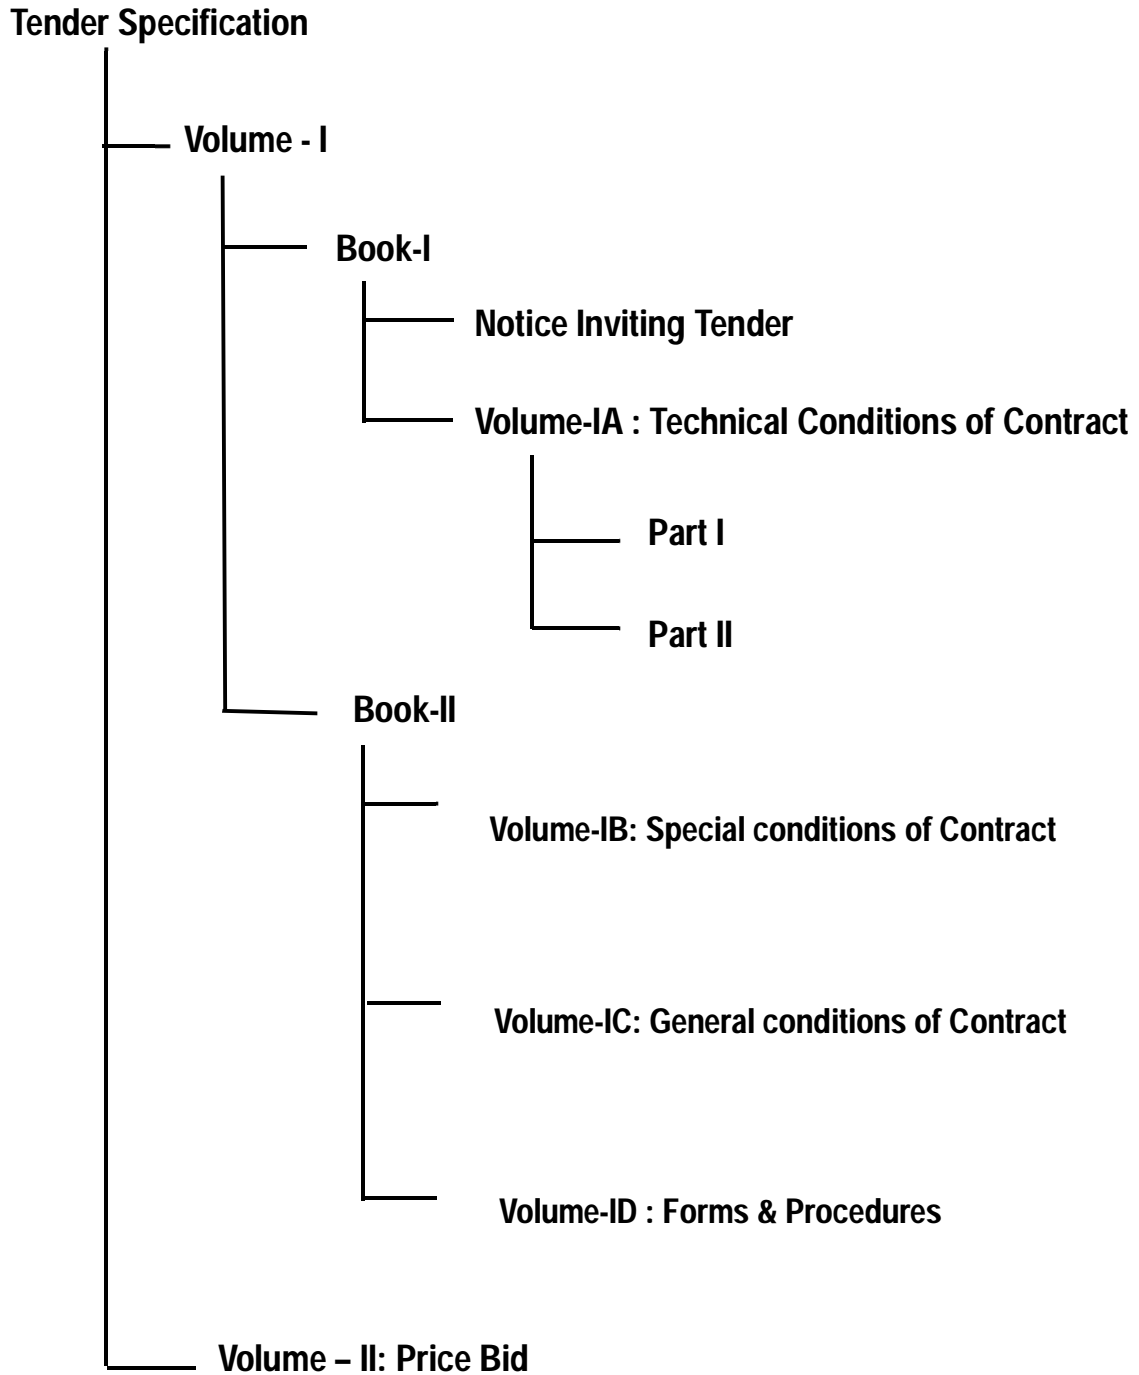 Tender Specification
Volume - I
Book-I
Notice Inviting Tender
Volume-IA : Technical Conditions of Contract
Part I
Part II
Book-II
Volume-IB: Special conditions of Contract
Volume-IC: General conditions of Contract
Volume-ID : Forms & Procedures
Volume – II: Price Bid